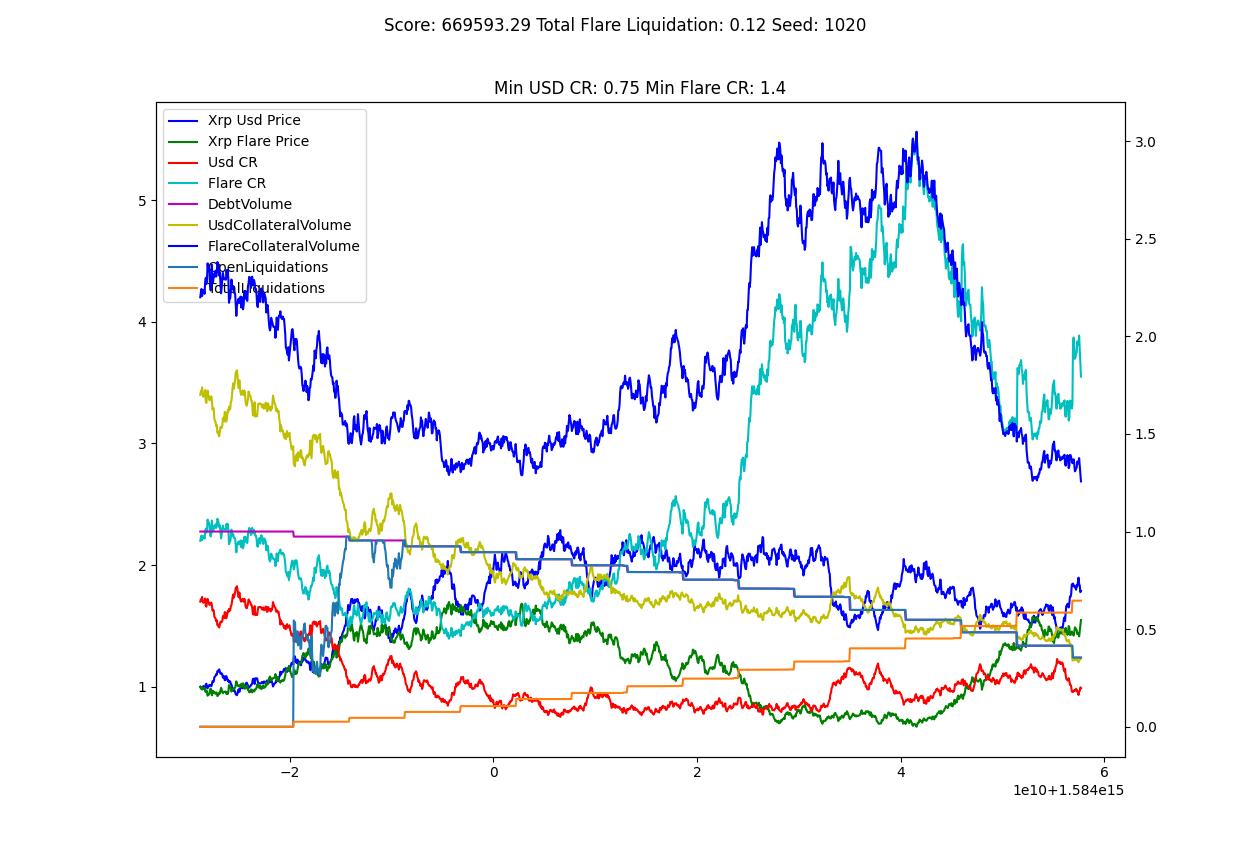 Score: 669593.29 Total Flare Liquidation: 0.12 Seed: 1020
Min USD CR: 0.75 Min Flare CR: 1.4
Xrp Usd Price
Xrp Flare Price
Usd CR
Flare CR
DebtVolume
UsdCollateralVolume
FlareCollateralVolume
OpenLiquidations
TotalLiquidations
5
4
3
2
1
3.0
2.5
2.0
1.5
1.0
0.5
0.0
−2
0
2
4
6
1e10+1.584e15